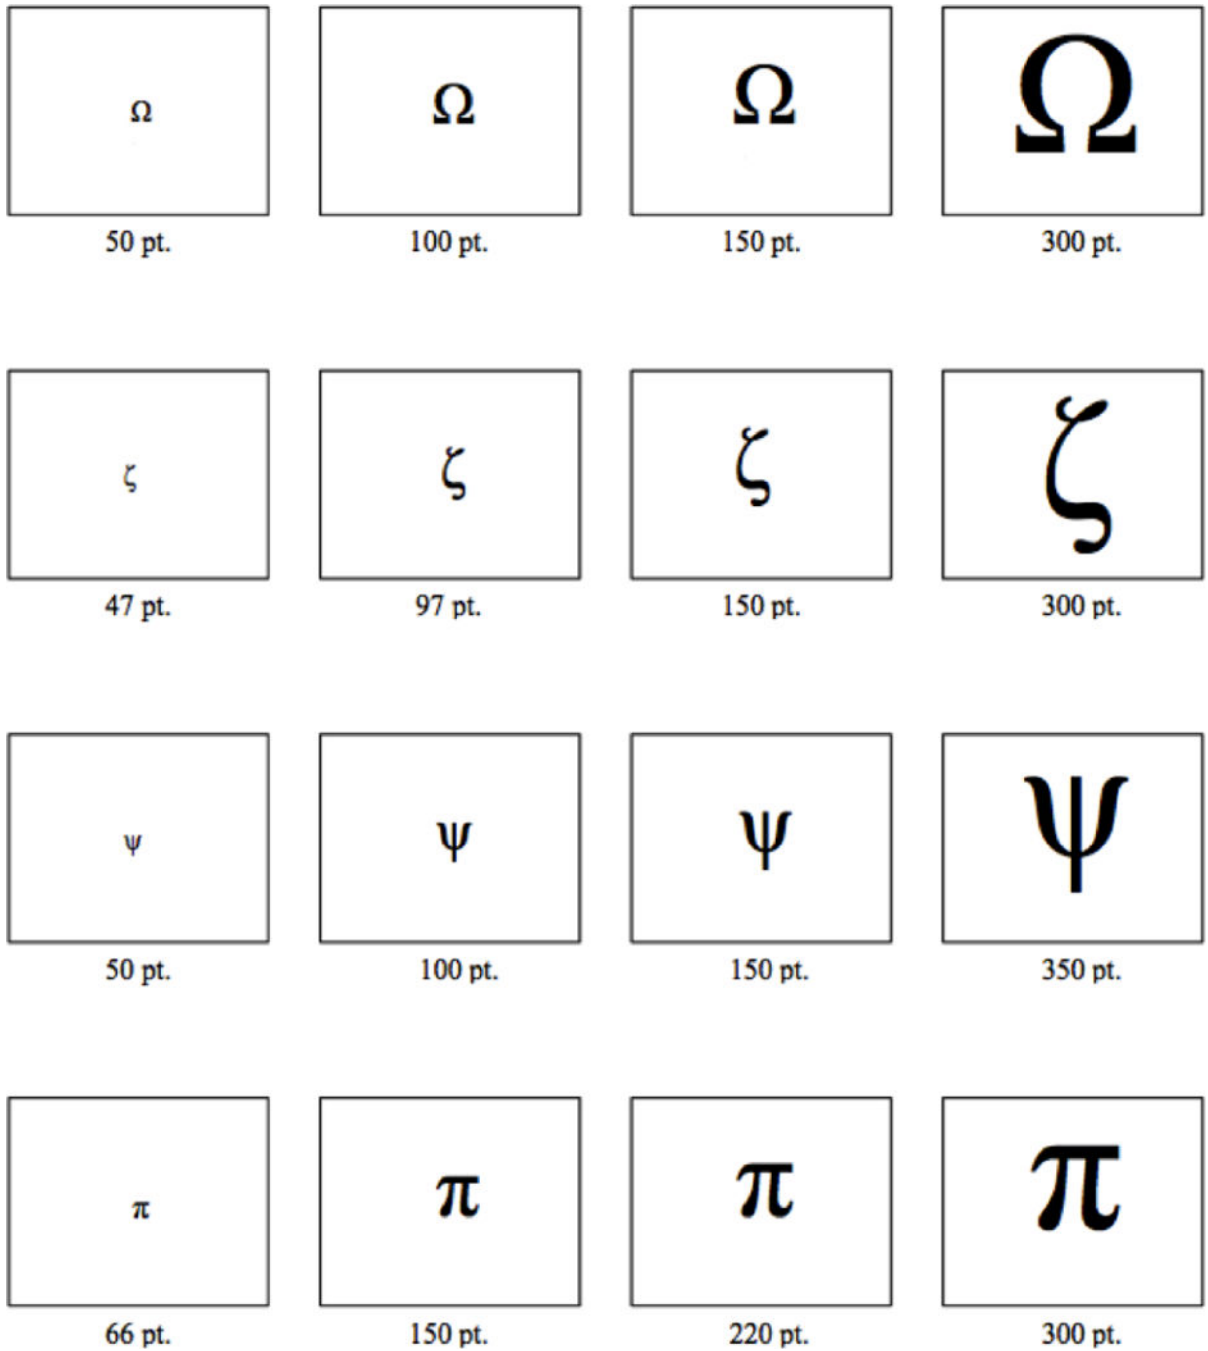 Ω Ω Ω Ω
50 pt. 100 pt. 150 pt. 300 pt.
ζ ζ ζ ζ
47 pt. 97 pt. 150 pt. 300 pt.
ψ ψ ψ ψ
50 pt. 100 pt. 150 pt. 350 pt.
π π π π
66 pt. 150 pt. 220 pt. 300 pt.